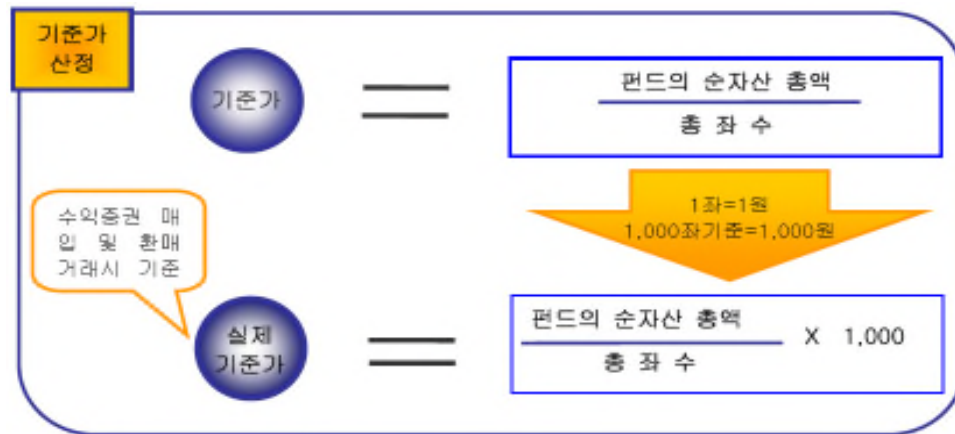 기준가
산정
기준가
펀드의 순자산 총액
총 좌 수
1좌=1원
1,000좌기준=1,000원
수익증권 매
입 및 환매
거래시 기준
실제
기준가
펀드의 순자산 총액
총 좌 수
X 1,000